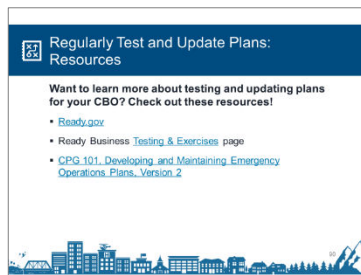 Regularly Test and Update Plans:
Resources
Want to learn more about testing and updating plans
for your CBO? Check out these resources!
▪ Ready.gov
▪ Ready Business Testing & Exercises page
▪ CPG 101, Developing and Maintaining Emergency
Operations Plans, Version 2